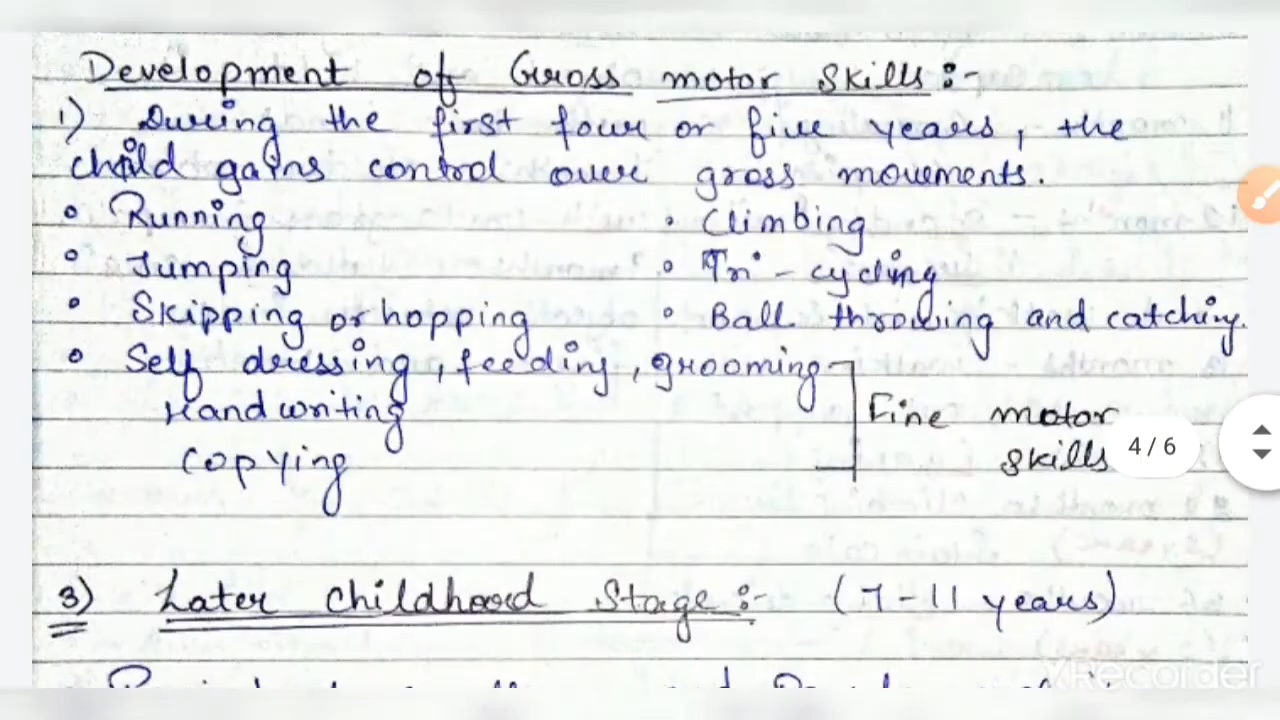 Development of Gross motor skills:-
1) During the first four or five years, the
child gains control over gross movements.
• Running • Climbing
• Jumping • Tri-cycling
• Skipping or hopping • Ball throwing and catching.
• Self dressing, feeding, grooming
Handwriting Fine motor
Copying skills
4/6
3) Later childhood Stage:- (7-11 years)
XRecorder